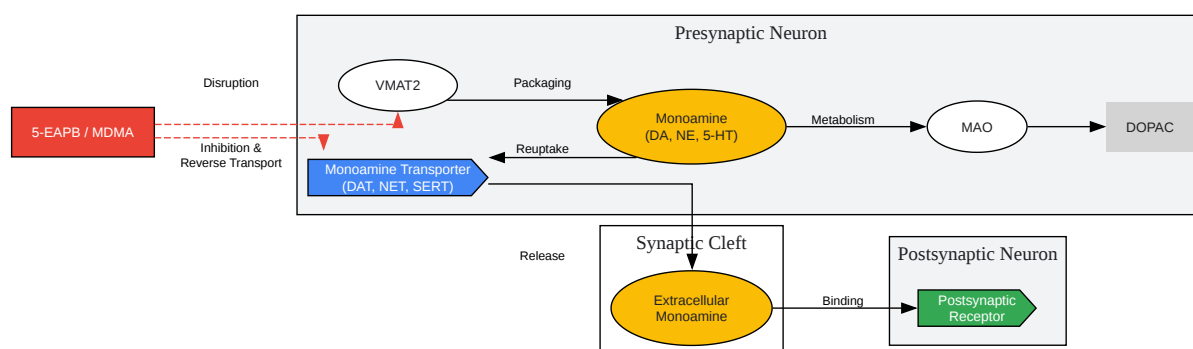 Presynaptic Neuron
Disruption
VMAT2
Packaging
5-EAPB / MDMA
Monoamine
(DA, NE, 5-HT)
Metabolism
MAO
DOPAC
Inhibition &
Reverse Transport
Reuptake
Monoamine Transporter
(DAT, NET, SERT)
Synaptic Cleft
Postsynaptic Neuron
Release
Extracellular
Monoamine
Binding
Postsynaptic
Receptor